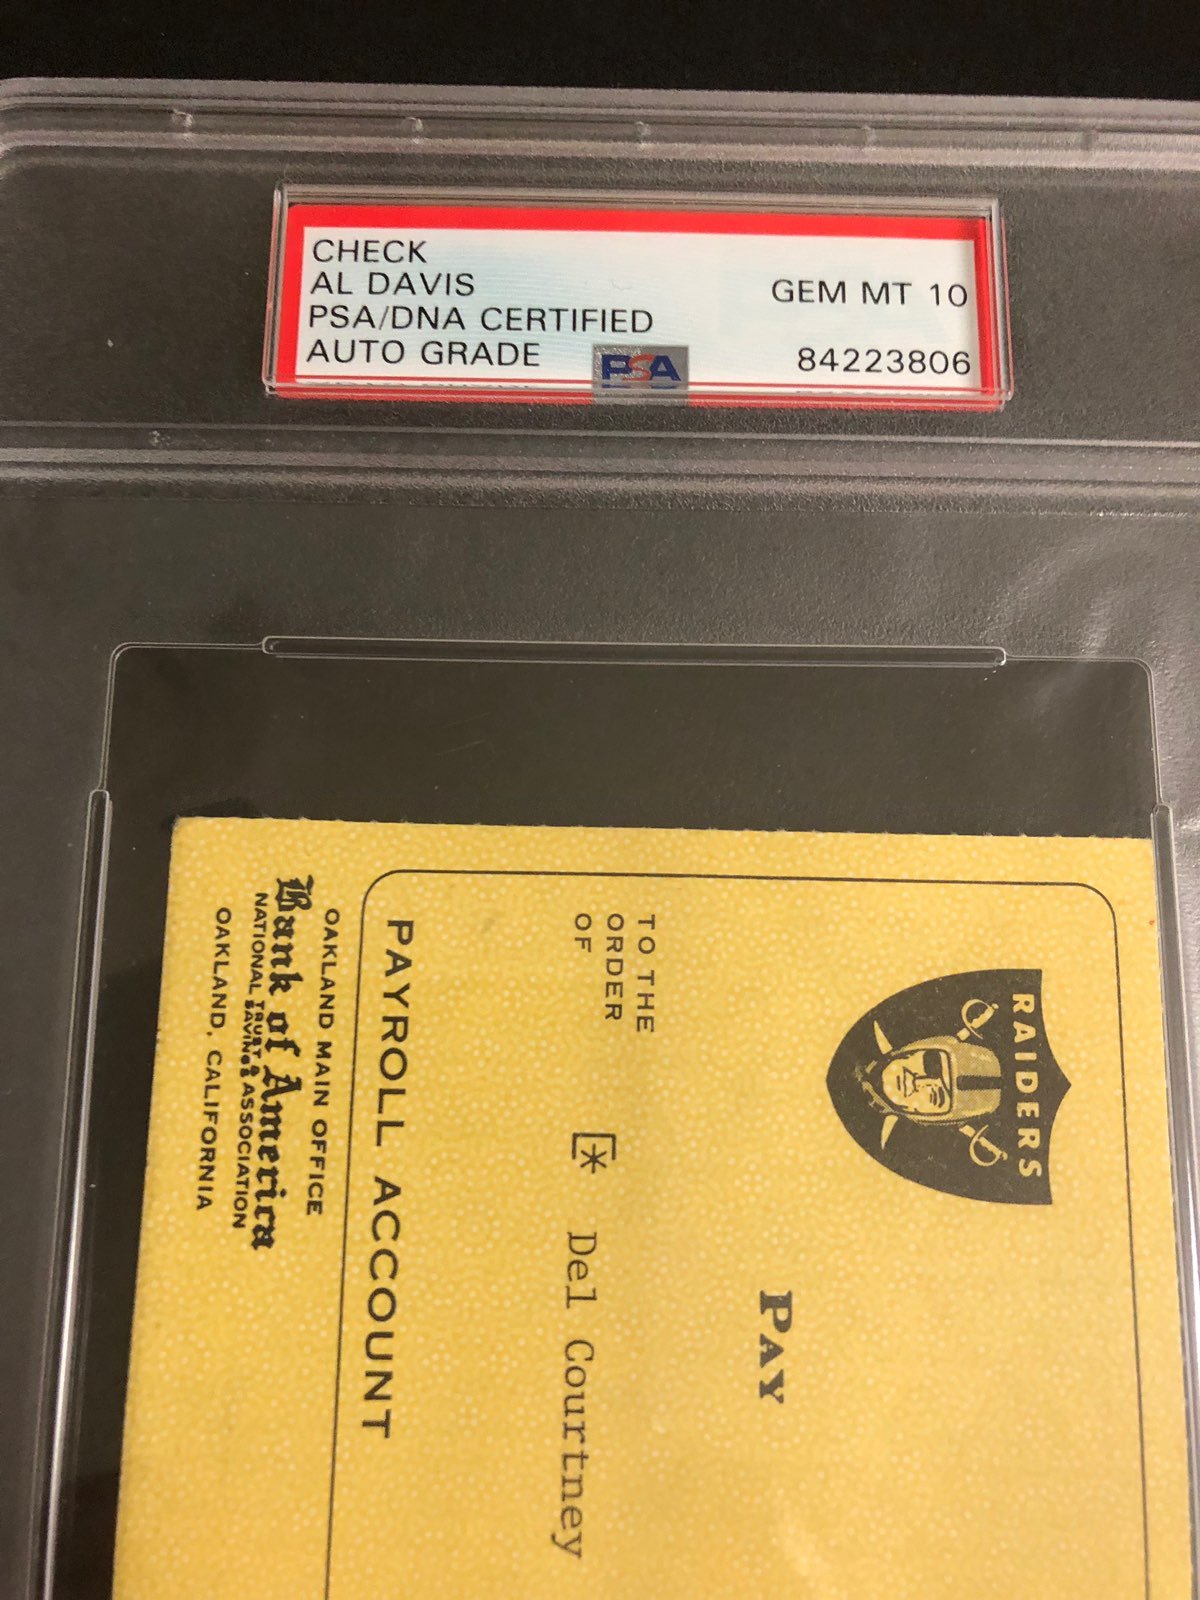 CHECK
AL DAVIS
PSA/DNA CERTIFIED
AUTO GRADE
GEM MT 10
84223806
PSA
RAIDERS
PAY
TO THE
ORDER
OF
[* Del Courtney
PAYROLL ACCOUNT
OAKLAND MAIN OFFICE
Bank of America
NATIONAL TRUST & SAVINGS ASSOCIATION
OAKLAND, CALIFORNIA